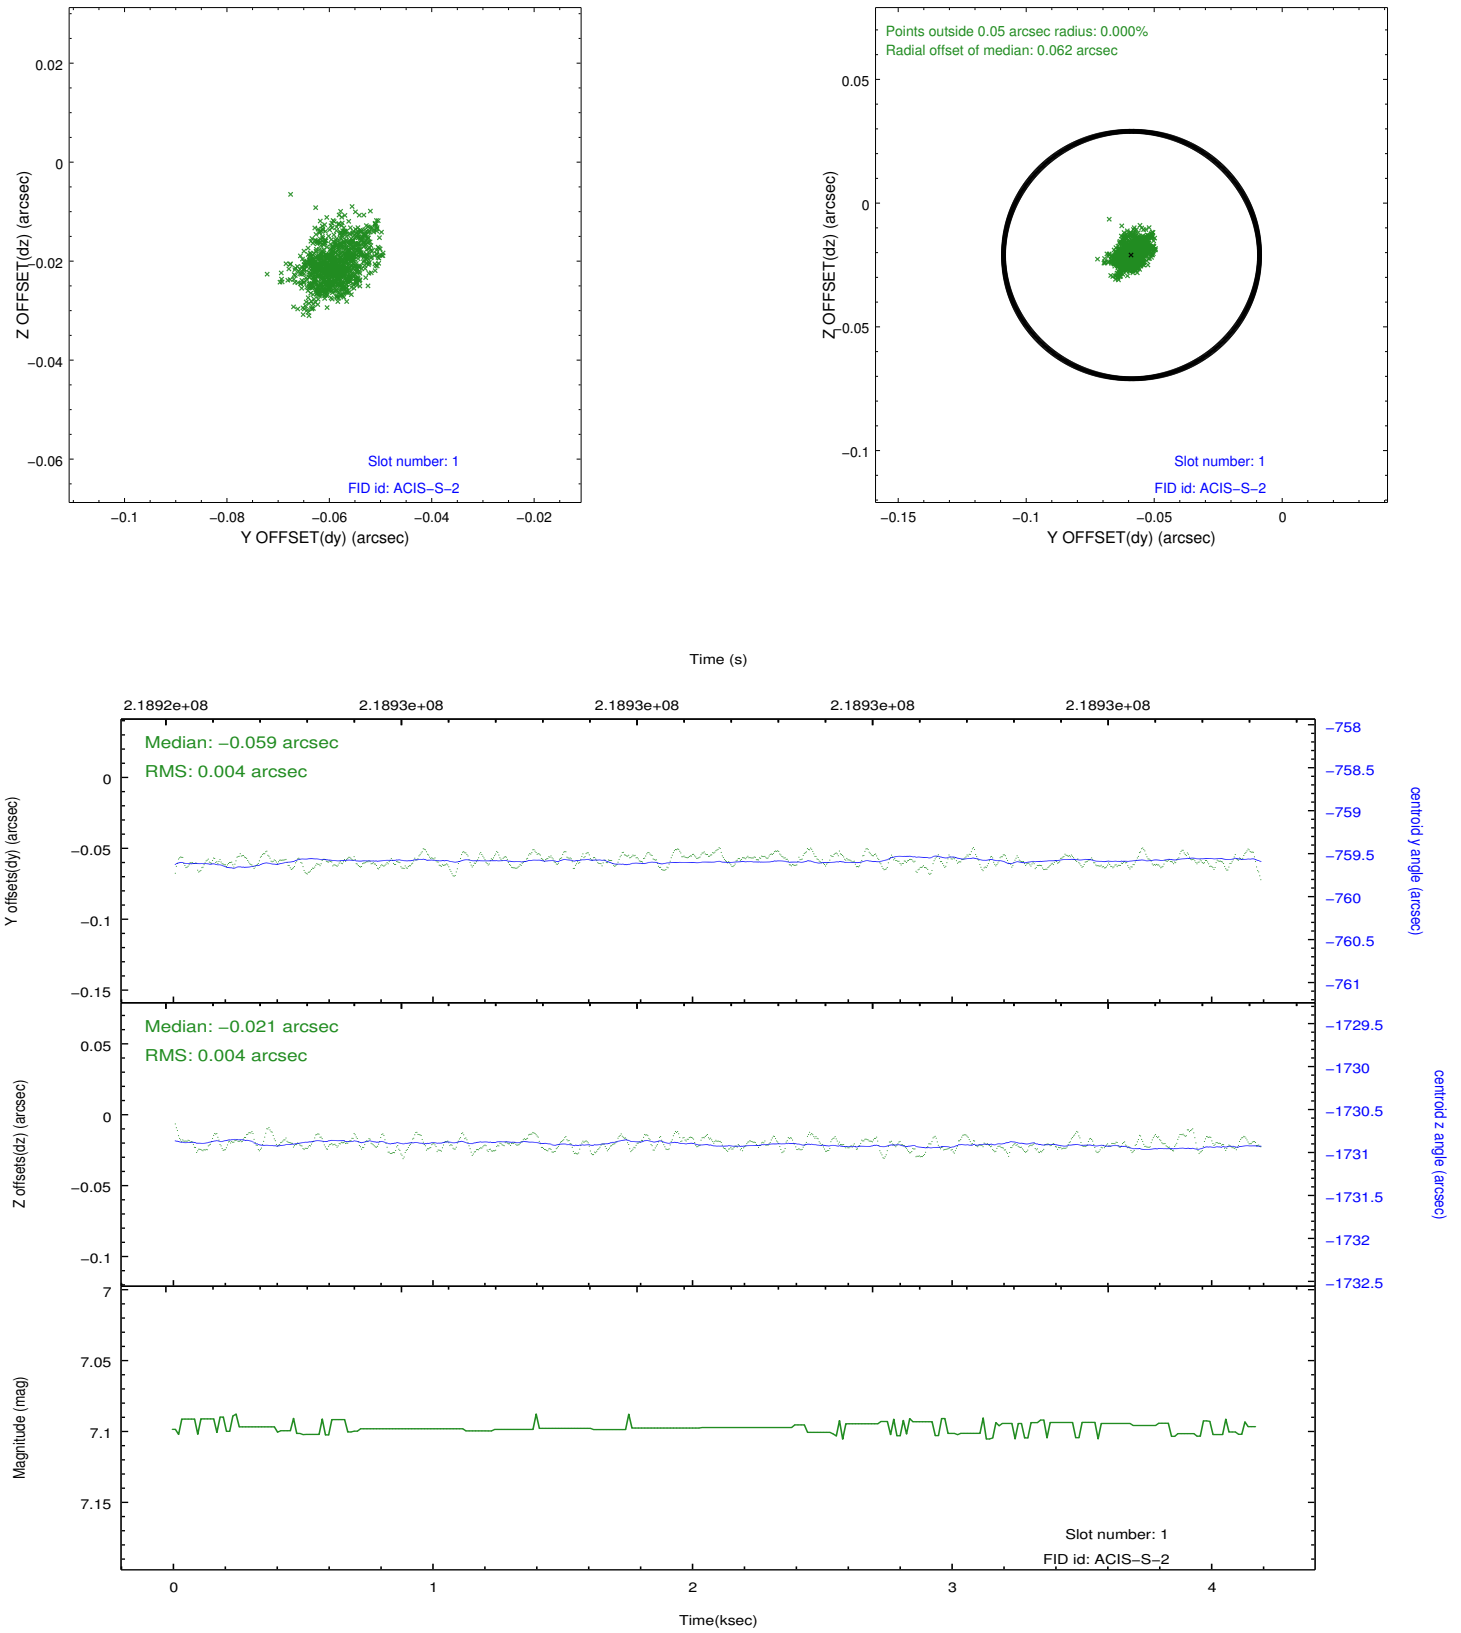 0.02
0
−0.02
−0.04
−0.06
Z OFFSET(dz) (arcsec)
Slot number: 1
FID id: ACIS−S−2
−0.1
−0.08
−0.06
−0.04
−0.02
Y OFFSET(dy) (arcsec)
Points outside 0.05 arcsec radius: 0.000%
Radial offset of median: 0.062 arcsec
0.05
0
−0.05
−0.1
Z OFFSET(dz) (arcsec)
Slot number: 1
FID id: ACIS−S−2
−0.15
−0.1
−0.05
0
Y OFFSET(dy) (arcsec)
Time (s)
2.1892e+08
2.1893e+08
2.1893e+08
2.1893e+08
2.1893e+08
Median: −0.059 arcsec
RMS: 0.004 arcsec
0
−0.05
−0.1
−0.15
Y offsets(dy) (arcsec)
−758
−758.5
−759
−759.5
−760
−760.5
−761
centroid y angle (arcsec)
Median: −0.021 arcsec
RMS: 0.004 arcsec
0.05
0
−0.05
−0.1
Z offsets(dz) (arcsec)
−1729.5
−1730
−1730.5
−1731
−1731.5
−1732
−1732.5
centroid z angle (arcsec)
7
7.05
7.1
7.15
Magnitude (mag)
Slot number: 1
FID id: ACIS−S−2
0
1
2
3
4
Time(ksec)